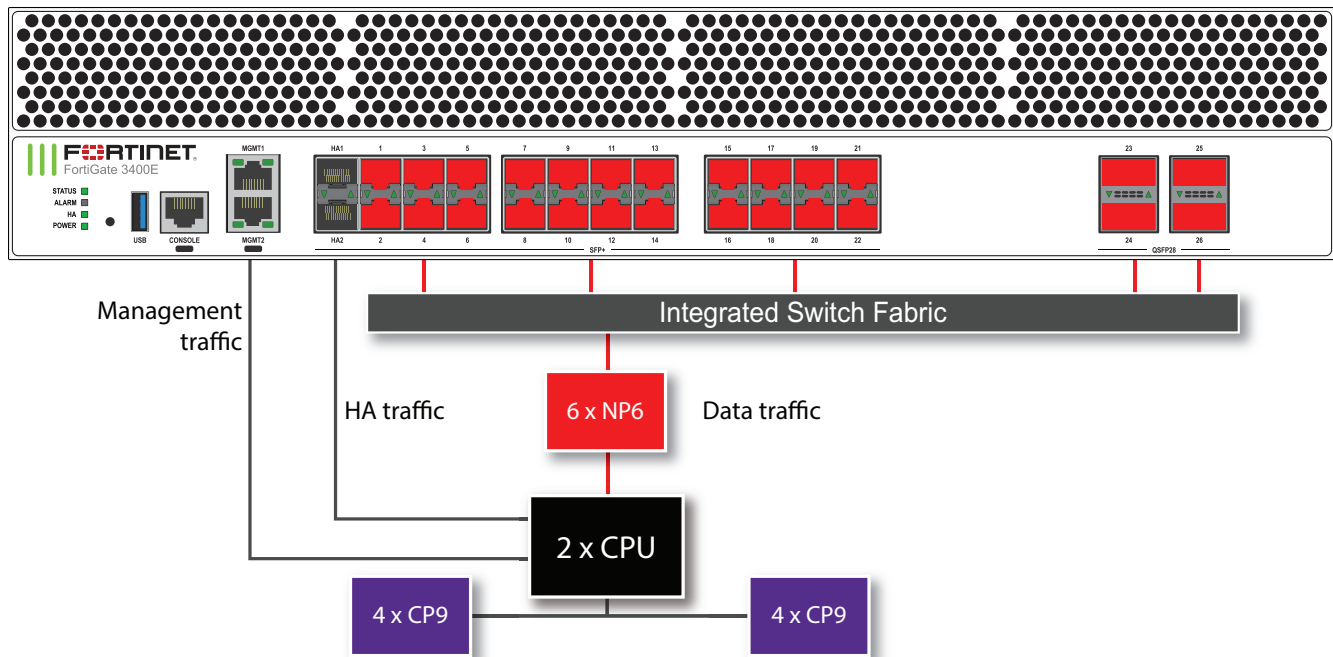 FORTINET
FortiGate 3400E
STATUS
ALARM
HA
POWER
USB
CONSOLE
MGMT1
MGMT2
HA1 1 3 5 7 9 11 13 15 17 19 21 23 25
HA2 2 4 6 8 10 12 14 16 18 20 22 24 26
SFP+
QSFP28
Management
traffic
Integrated Switch Fabric
HA traffic
6 x NP6
Data traffic
2 x CPU
4 x CP9
4 x CP9